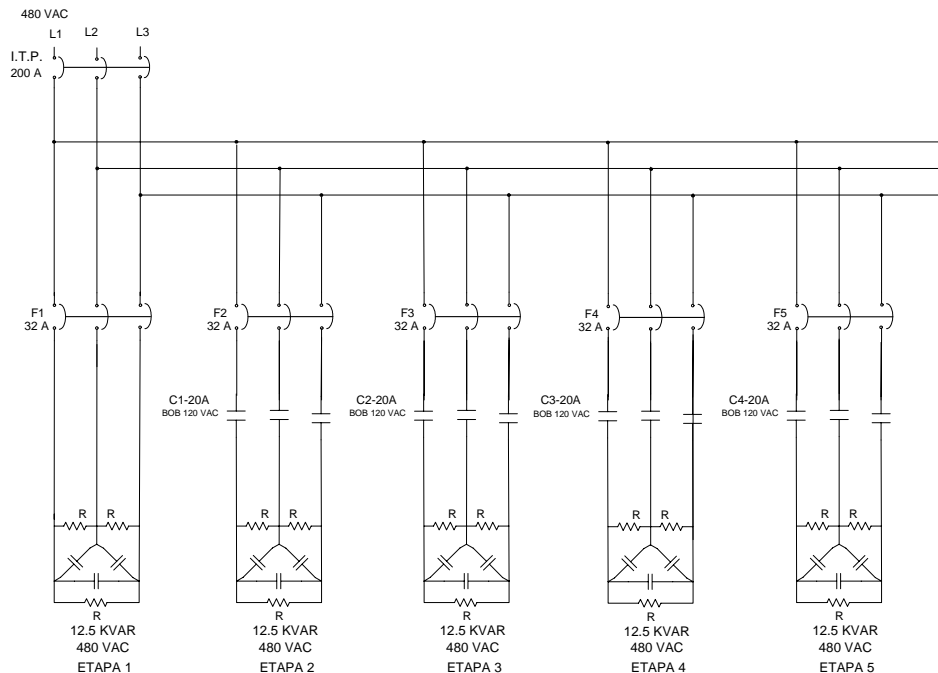 480 VAC
L1 L2 L3
I.T.P.
200 A
F1 F2 F3 F4 F5
32 A 32 A 32 A 32 A 32 A
C1-20A C2-20A C3-20A C4-20A
BOB 120 VAC BOB 120 VAC BOB 120 VAC BOB 120 VAC
R R R R R R R R R R
R R R R R
12.5 KVAR 12.5 KVAR 12.5 KVAR 12.5 KVAR 12.5 KVAR
480 VAC 480 VAC 480 VAC 480 VAC 480 VAC
ETAPA 1 ETAPA 2 ETAPA 3 ETAPA 4 ETAPA 5